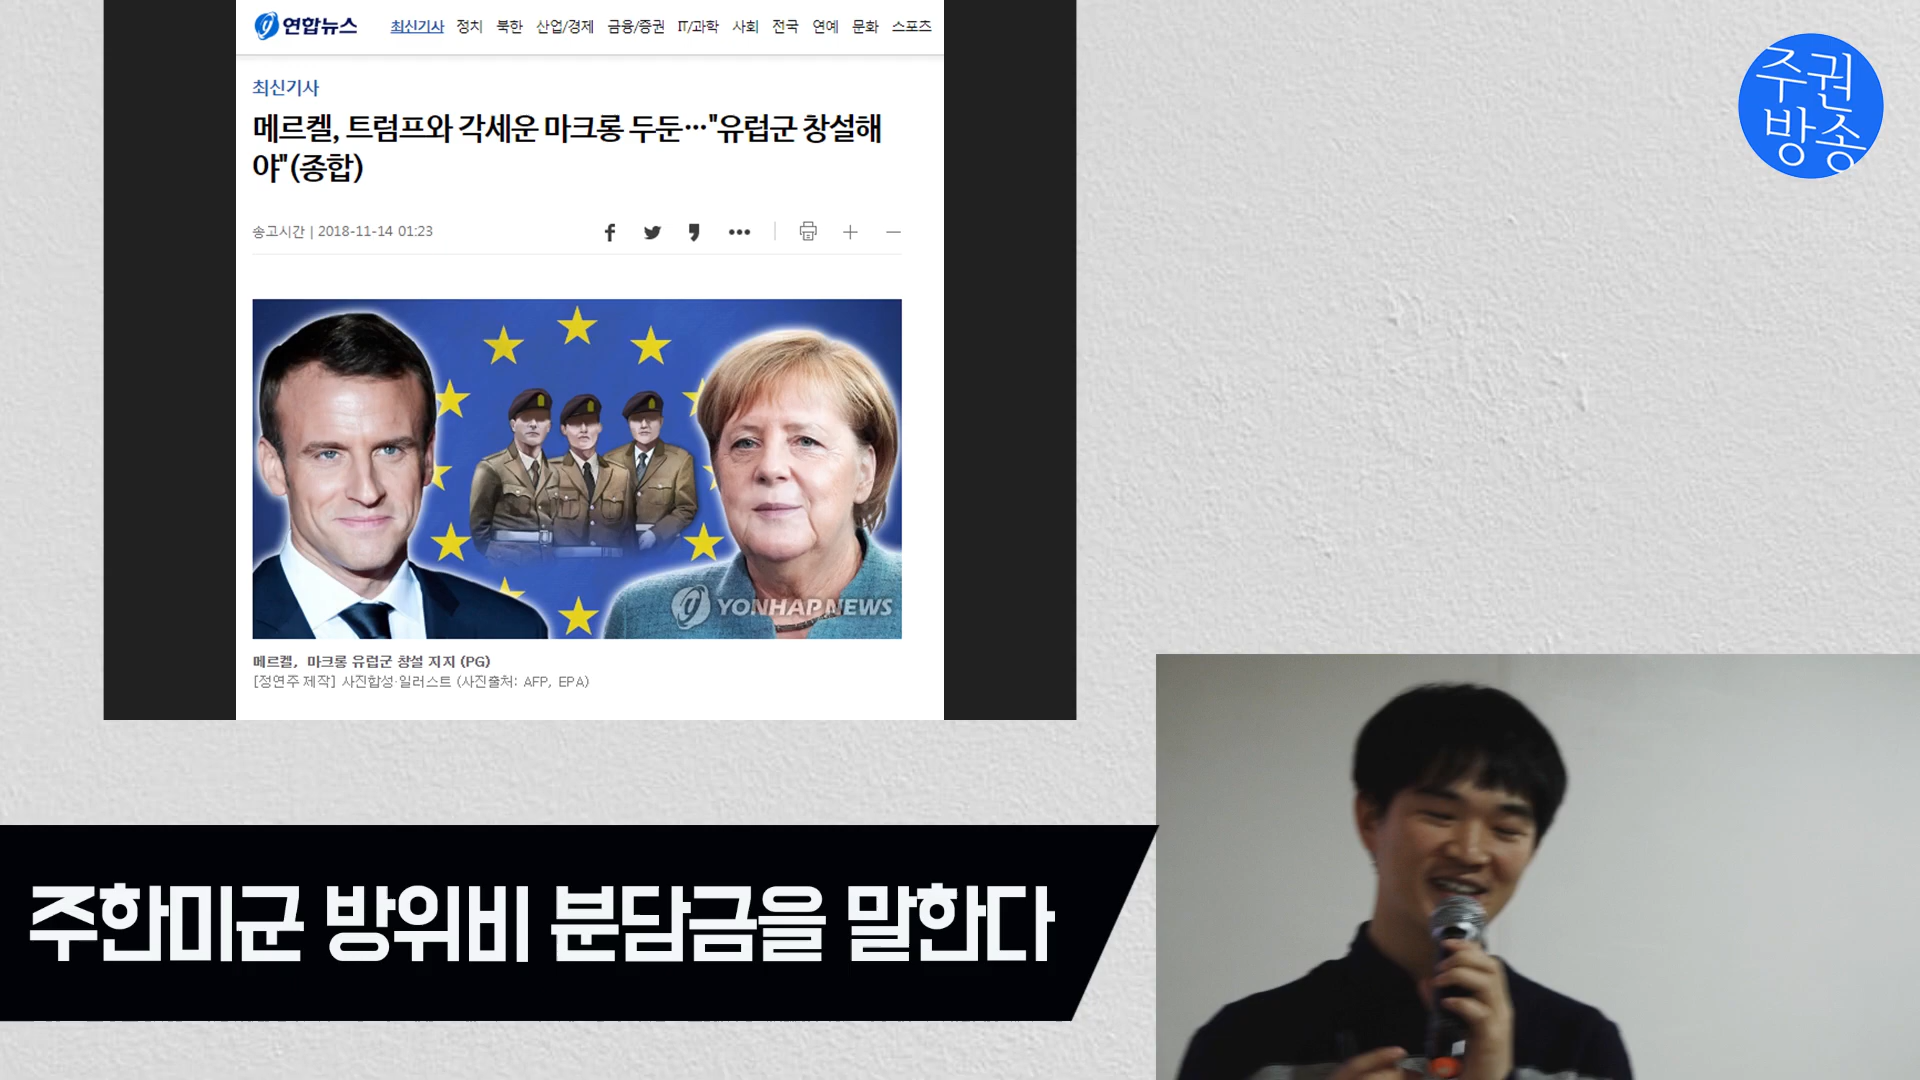 연합뉴스
최신기사 정치 북한 산업/경제 금융/증권 IT/과학 사회 전국 연예 문화 스포츠
최신기사
메르켈, 트럼프와 각세운 마크롱 두둔…"유럽군 창설해
야"(종합)
송고시간 | 2018-11-14 01:23
YONHAPNEWS
메르켈, 마크롱 유럽군 창설 지지 (PG)
[정연주 제작] 사진합성·일러스트 (사진출처: AFP, EPA)
주권
방송
주한미군 방위비 분담금을 말한다